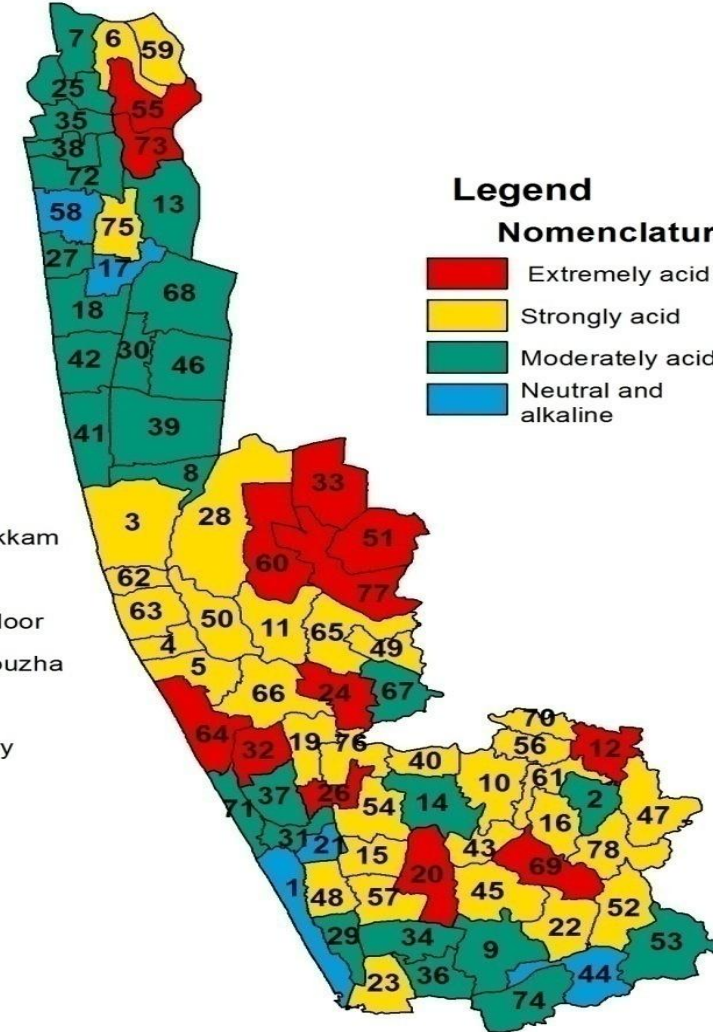 7 6 59
25 55
35
38 73
72
58 75 13
27 17
18 68
42 30 46
41 39
8
3 28 33
60 51
62 77
63 50 11 65 49
4
5 66 24 67
64 32 19 76
70
56 12
40 10 61 2
71 37 26 54 14 16 47
31 21 15 43 78
20 69
1 48 57 45 52
22
29 34 9 53
23 36 44
74
Legend
Nomenclatur
Extremely acid
Strongly acid
Moderately acid
Neutral and
alkaline
kkam
loor
ouzha
y